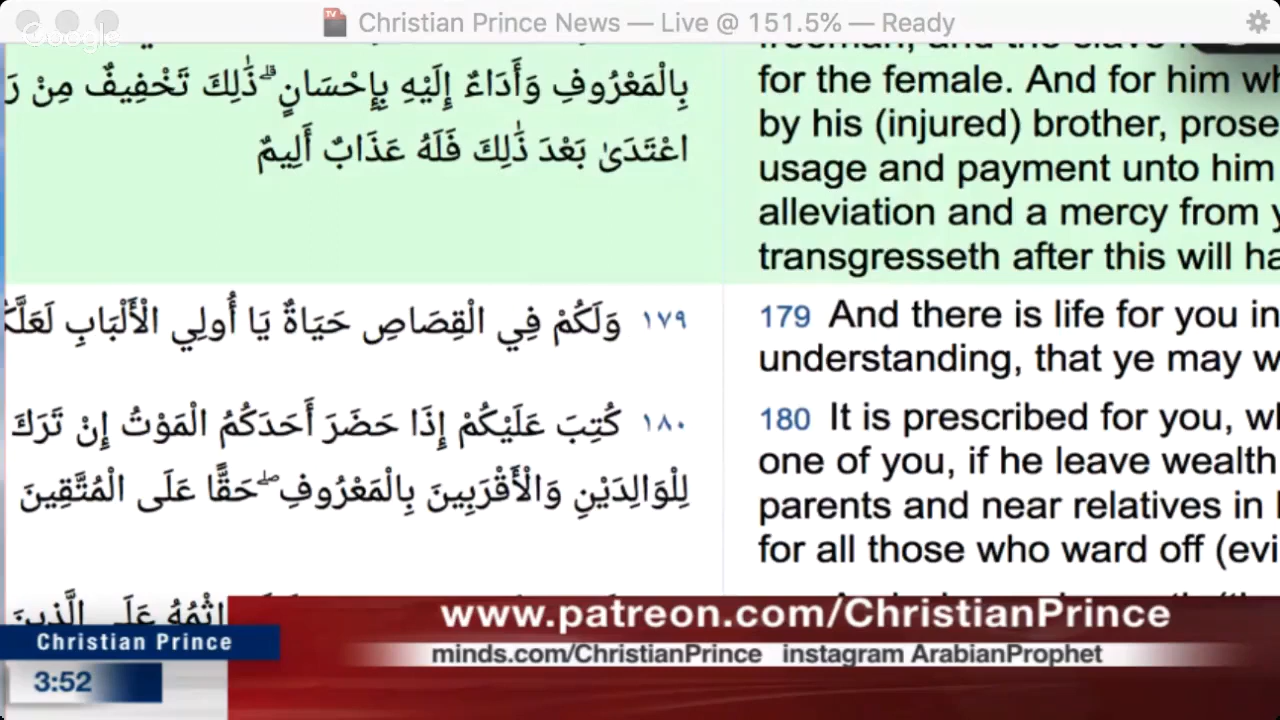 Christian Prince News — Live @ 151.5% — Ready
Google
بِالْمَعْرُوفِ وَأَدَاءٌ إِلَيْهِ بِإِحْسَانٍ ۗ ذَٰلِكَ تَخْفِيفٌ مِنْ
اعْتَدَىٰ بَعْدَ ذَٰلِكَ فَلَهُ عَذَابٌ أَلِيمٌ
١٧٩ وَلَكُمْ فِي الْقِصَاصِ حَيَاةٌ يَا أُولِي الْأَلْبَابِ
١٨٠ كُتِبَ عَلَيْكُمْ إِذَا حَضَرَ أَحَدَكُمُ الْمَوْتُ إِنْ تَرَكَ
لِلْوَالِدَيْنِ وَالْأَقْرَبِينَ بِالْمَعْرُوفِ ۖ حَقًّا عَلَى الْمُتَّقِينَ
for the female. And for him
by his (injured) brother,
usage and payment unto him
alleviation and a mercy from
transgresseth after this will
179 And there is life for you in
understanding, that ye may
180 It is prescribed for you,
one of you, if he leave wealth
parents and near relatives in
for all those who ward off
www.patreon.com/ChristianPrince
minds.com/ChristianPrince instagram ArabianProphet
Christian Prince
3:52